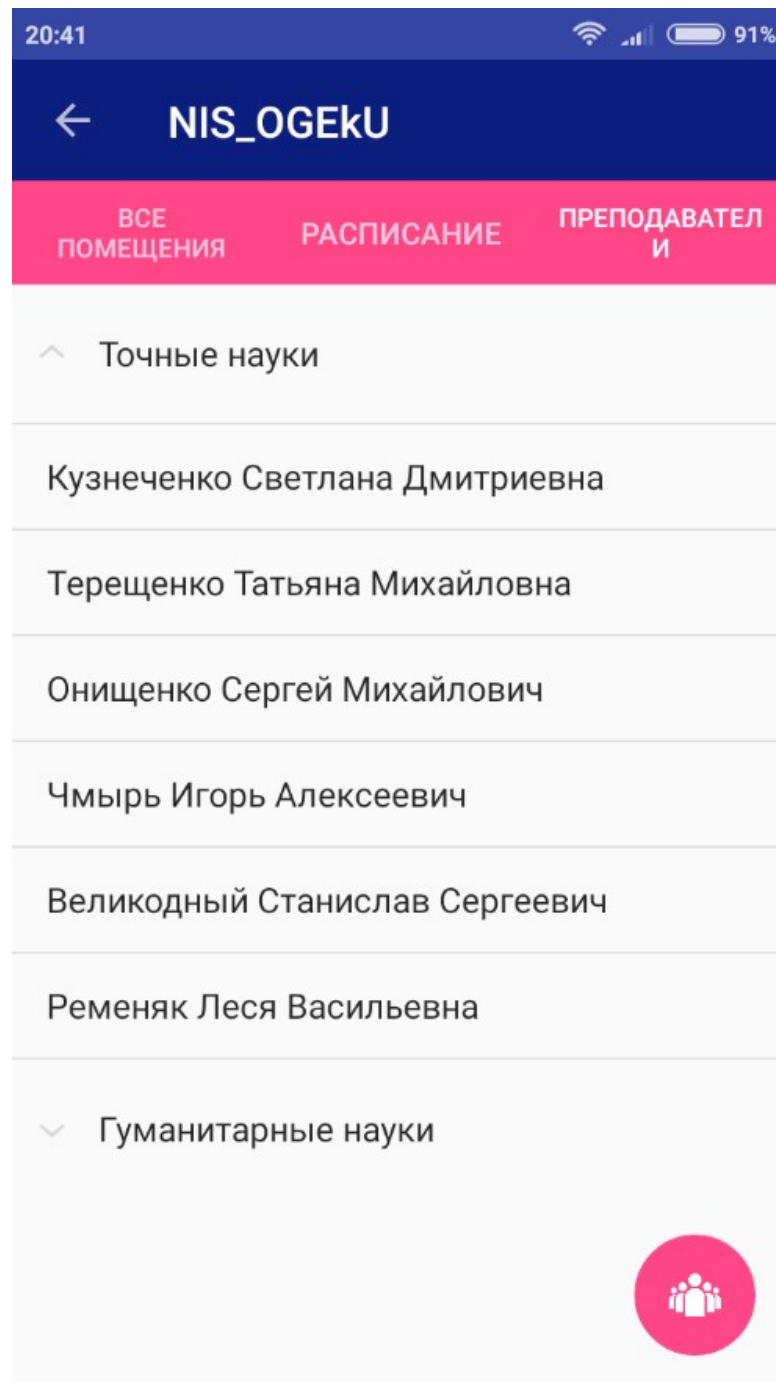 20:41 91%
NIS_OGEkU
ВСЕ
ПОМЕЩЕНИЯ
РАСПИСАНИЕ
ПРЕПОДАВАТЕЛ
И
Точные науки
Кузнеченко Светлана Дмитриевна
Терещенко Татьяна Михайловна
Онищенко Сергей Михайлович
Чмырь Игорь Алексеевич
Великодный Станислав Сергеевич
Ременяк Леся Васильевна
Гуманитарные науки